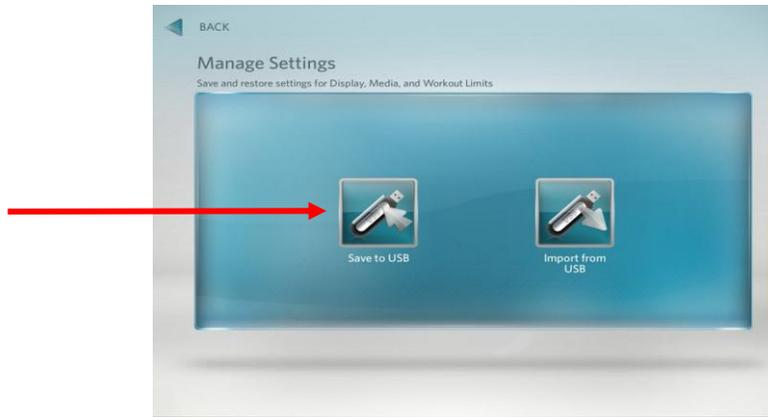 BACK
Manage Settings
Save and restore settings for Display, Media, and Workout Limits
Save to USB
Import from
USB